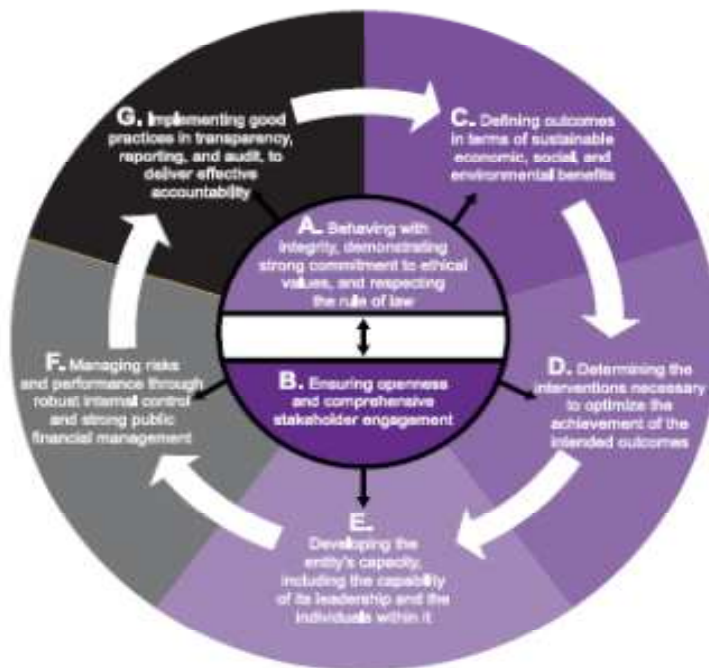 G. Implementing good
practices in transparency,
reporting, and audit, to
deliver effective
accountability
C. Defining outcomes
in terms of sustainable
economic, social, and
environmental benefits
A. Behaving with
integrity, demonstrating
strong commitment to ethical
values, and respecting
the rule of law
F. Managing risks
and performance through
robust internal control
and strong public
financial management
B. Ensuring openness
and comprehensive
stakeholder engagement
D. Determining the
interventions necessary
to optimize the
achievement of the
intended outcomes
E.
Developing the
entity's capacity,
including the capability
of its leadership and the
individuals within it